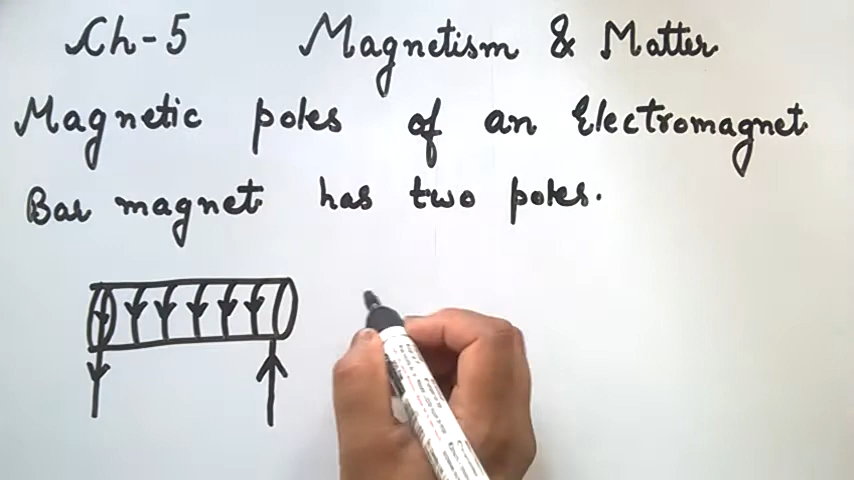 Ch-5 Magnetism & Matter
Magnetic poles of an Electromagnet
Bar magnet has two poles.